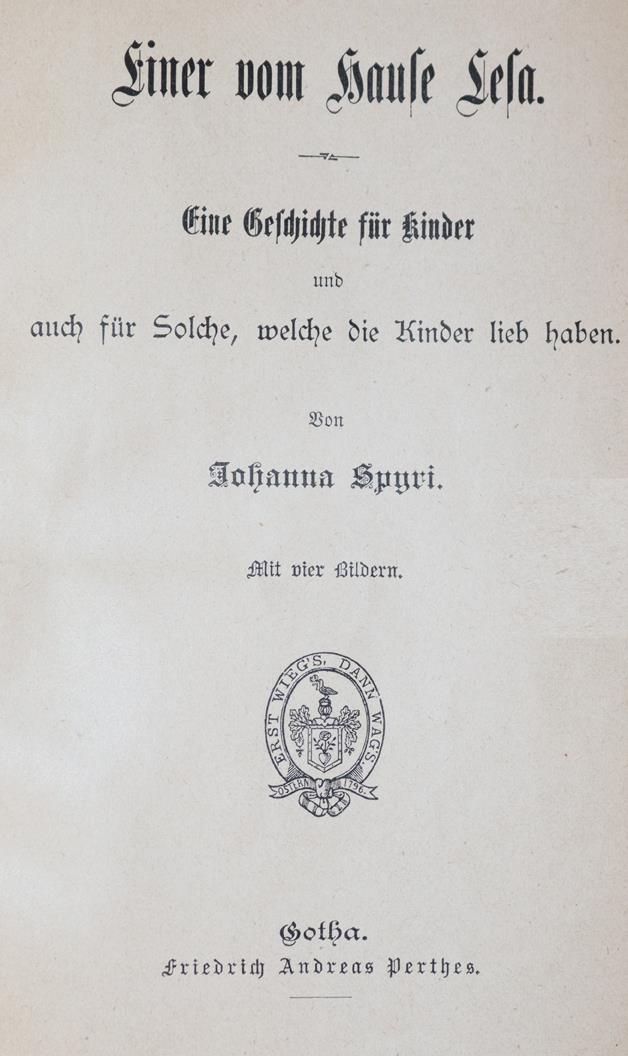 Einer vom Hause Lesa.
Eine Geschichte für Kinder
und
auch für Solche, welche die Kinder lieb haben.
Von
Johanna Spyri.
Mit vier Bildern.
ERST WIEG'S, DANN WAG'S
OSTERN 1796.
Gotha.
Friedrich Andreas Perthes.